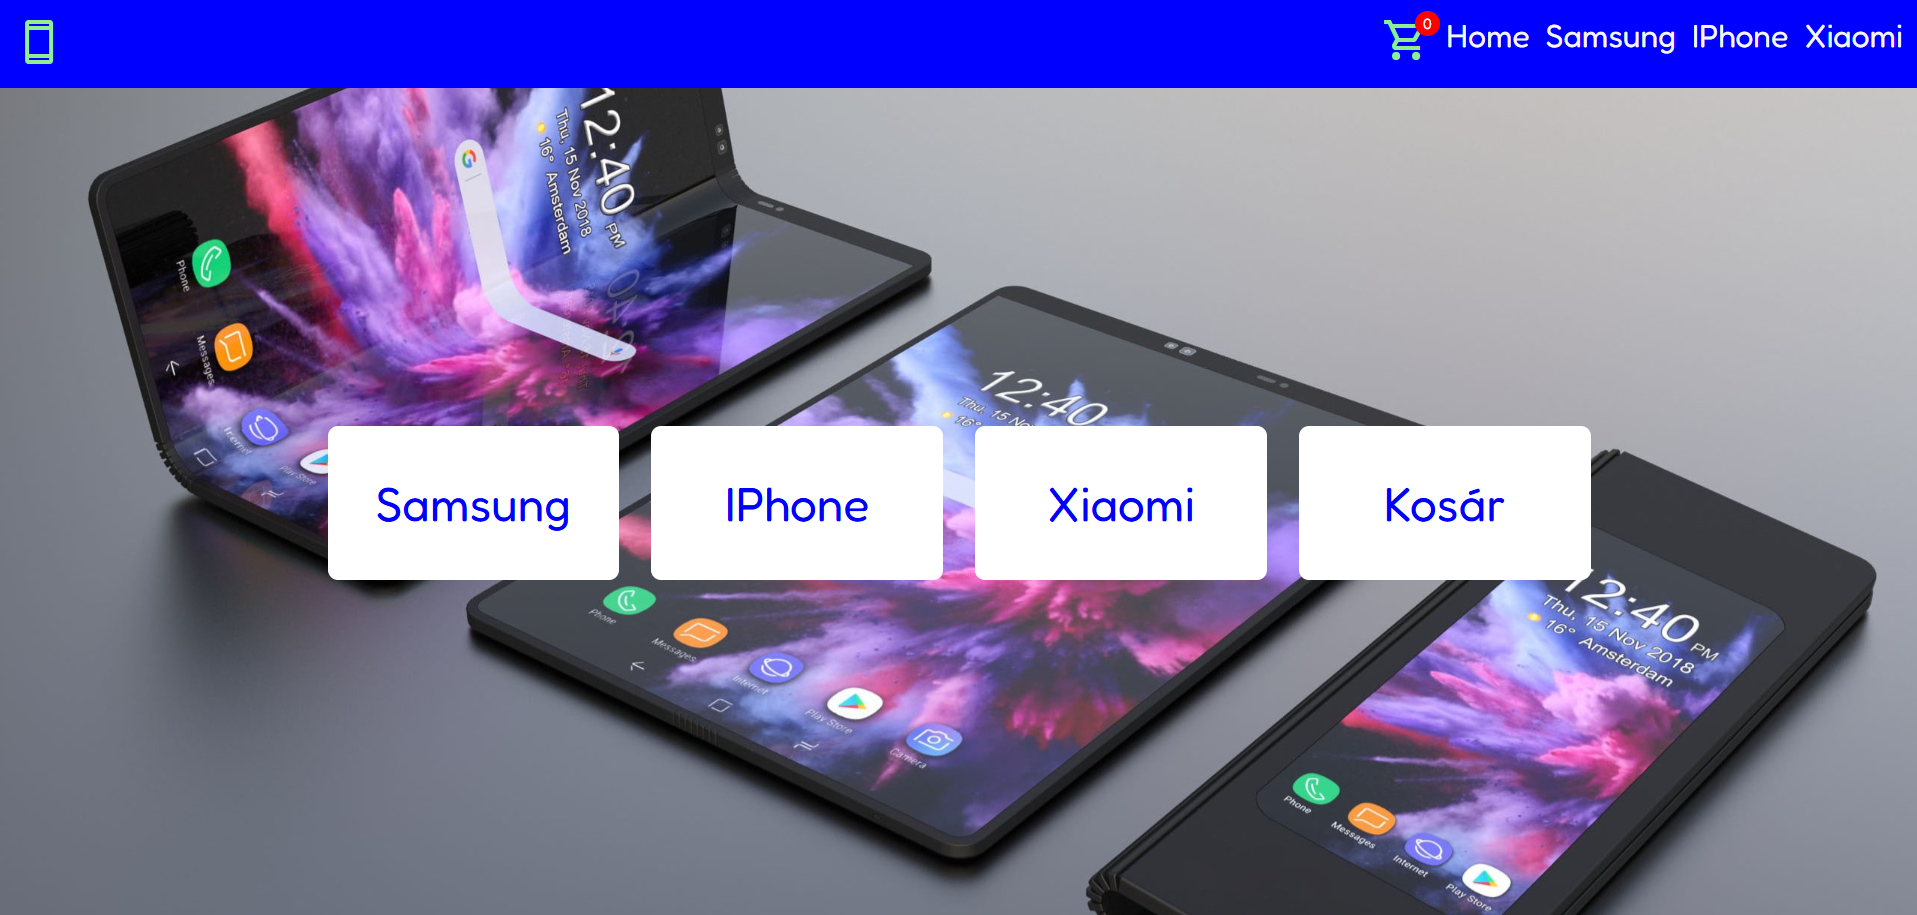 0
Home Samsung IPhone Xiaomi
12:40 PM
Thu, 15 Nov 2018
16° Amsterdam
Phone
Messages
Internet
Play Store
12:40
Thu, 15
16°
Samsung
IPhone
Xiaomi
Kosár
Phone
Messages
Internet
Play Store
Camera
12:40 PM
Thu, 15 Nov 2018
16° Amsterdam
Phone
Messages
Internet
Play Store